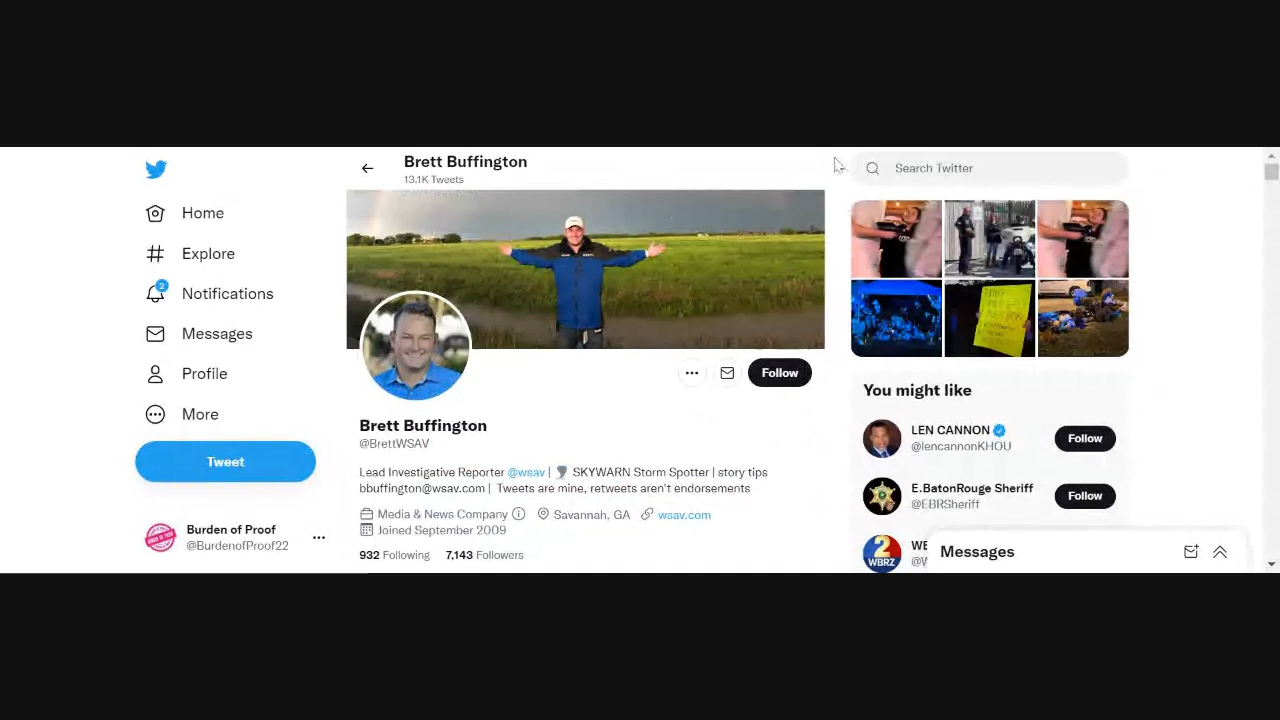 Home
Explore
2
Notifications
Messages
Profile
More
Tweet
Burden of Proof
@BurdenofProof22
Brett Buffington
13.1K Tweets
Follow
Brett Buffington
@BrettWSAV
Lead Investigative Reporter @wsav | 🌪 SKYWARN Storm Spotter | story tips
bbuffington@wsav.com | Tweets are mine, retweets aren't endorsements
Media & News Company Savannah, GA wsav.com
Joined September 2009
932 Following 7,143 Followers
Search Twitter
You might like
LEN CANNON
@lencannonKHOU
Follow
E.BatonRouge Sheriff
@EBRSheriff
Follow
2
WBRZ
Messages